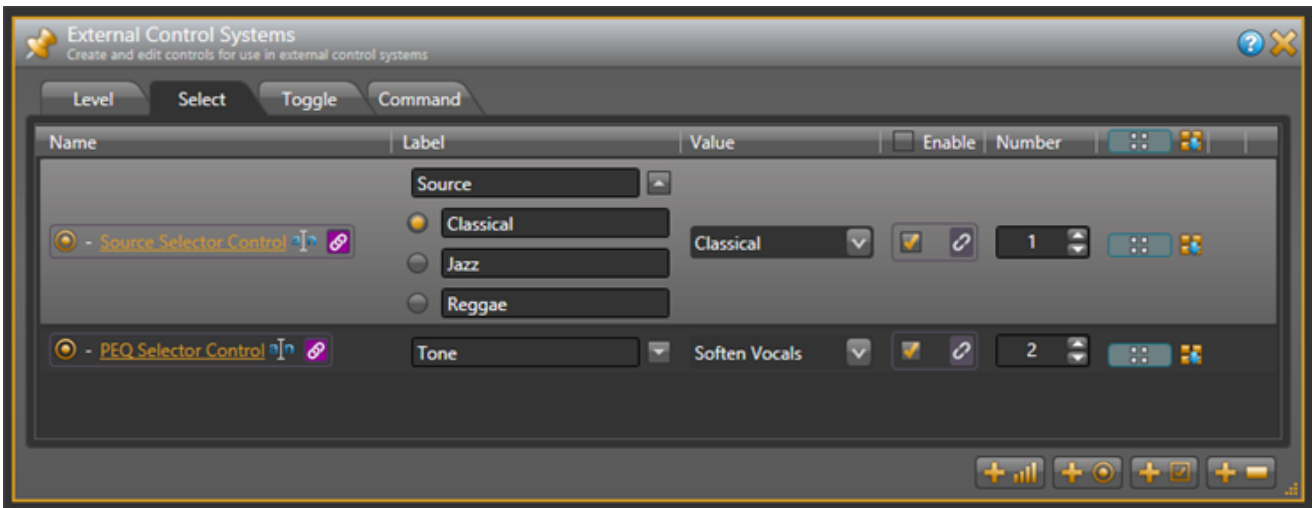 External Control Systems
Create and edit controls for use in external control systems
Level Select Toggle Command
Name Label Value Enable Number
Source
Classical
- Source Selector Control Classical 1
Jazz
Reggae
- PEQ Selector Control Tone Soften Vocals 2